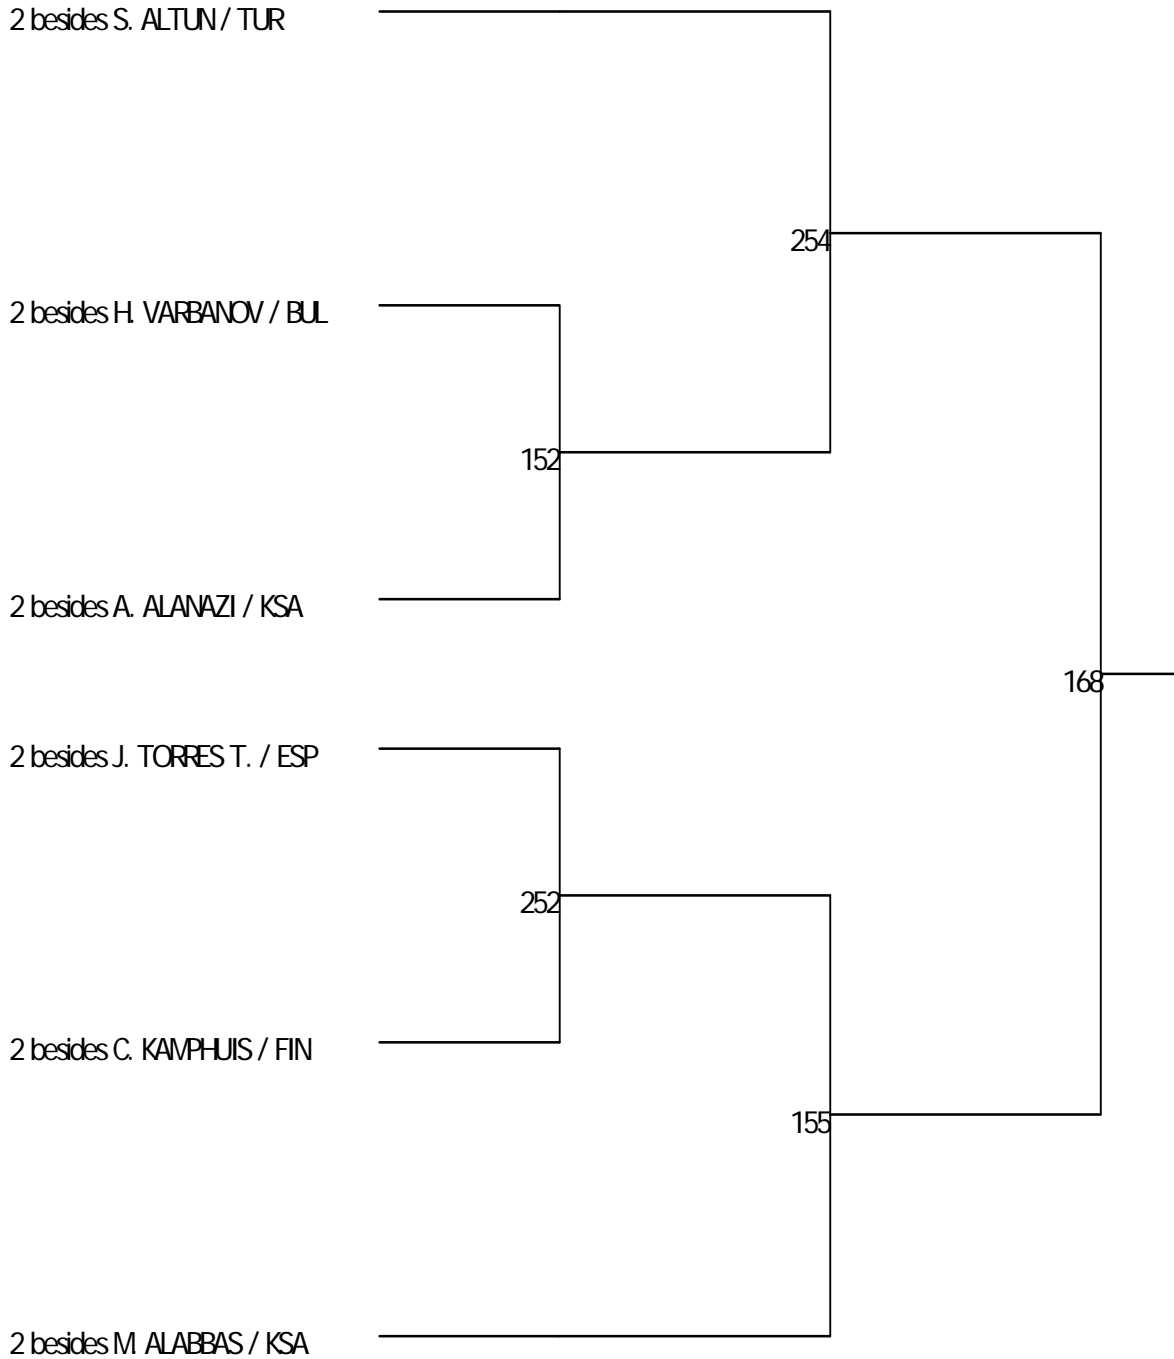 2 besides S. ALTUN / TUR
254
2 besides H. VARBANOV / BUL
152
2 besides A. ALANAZI / KSA
168
2 besides J. TORRES T. / ESP
252
2 besides C. KAMPHUIS / FIN
155
2 besides M. ALABBAS / KSA